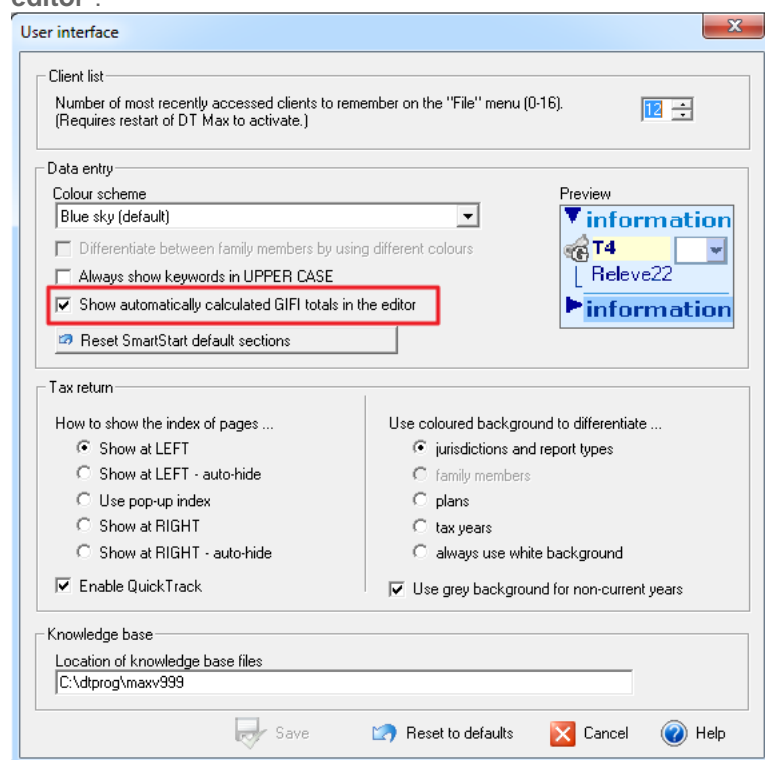 editor".
User interface
Client list
Number of most recently accessed clients to remember on the "File" menu (0-16).
(Requires restart of DT Max to activate.)
12
Data entry
Colour scheme
Blue sky (default)
Differentiate between family members by using different colours
Always show keywords in UPPER CASE
Show automatically calculated GIFI totals in the editor
Reset SmartStart default sections
Preview
information
T4
Releve22
information
Tax return
How to show the index of pages ...
Show at LEFT
Show at LEFT - auto-hide
Use pop-up index
Show at RIGHT
Show at RIGHT - auto-hide
Enable QuickTrack
Use coloured background to differentiate ...
jurisdictions and report types
family members
plans
tax years
always use white background
Use grey background for non-current years
Knowledge base
Location of knowledge base files
C:\dtprog\maxv999
Save
Reset to defaults
Cancel
Help